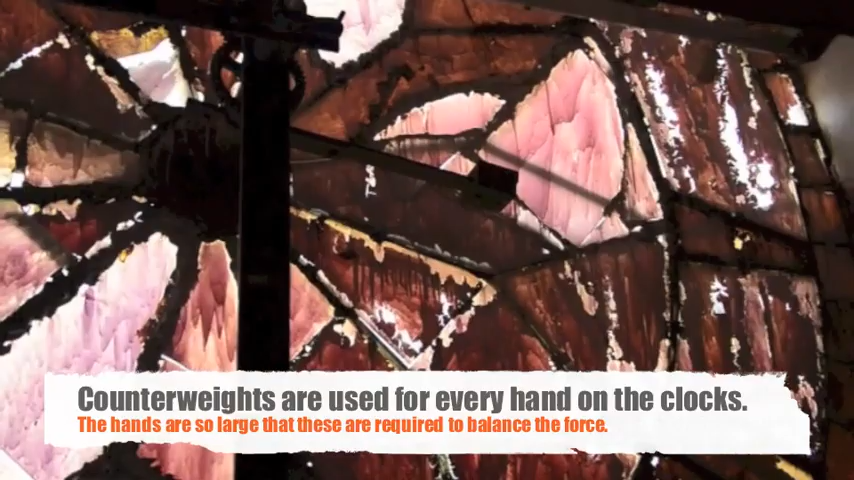 Counterweights are used for every hand on the clocks.
The hands are so large that these are required to balance the force.